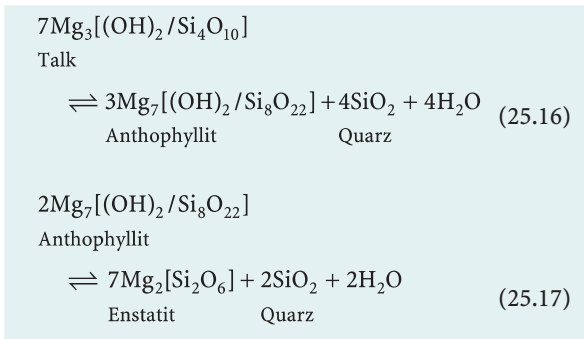 7Mg₃[(OH)₂/Si₄O₁₀]
Talk
⇌ 3Mg₇[(OH)₂/Si₈O₂₂] + 4SiO₂ + 4H₂O (25.16)
Anthophyllit Quarz
2Mg₇[(OH)₂/Si₈O₂₂]
Anthophyllit
⇌ 7Mg₂[Si₂O₆] + 2SiO₂ + 2H₂O (25.17)
Enstatit Quarz